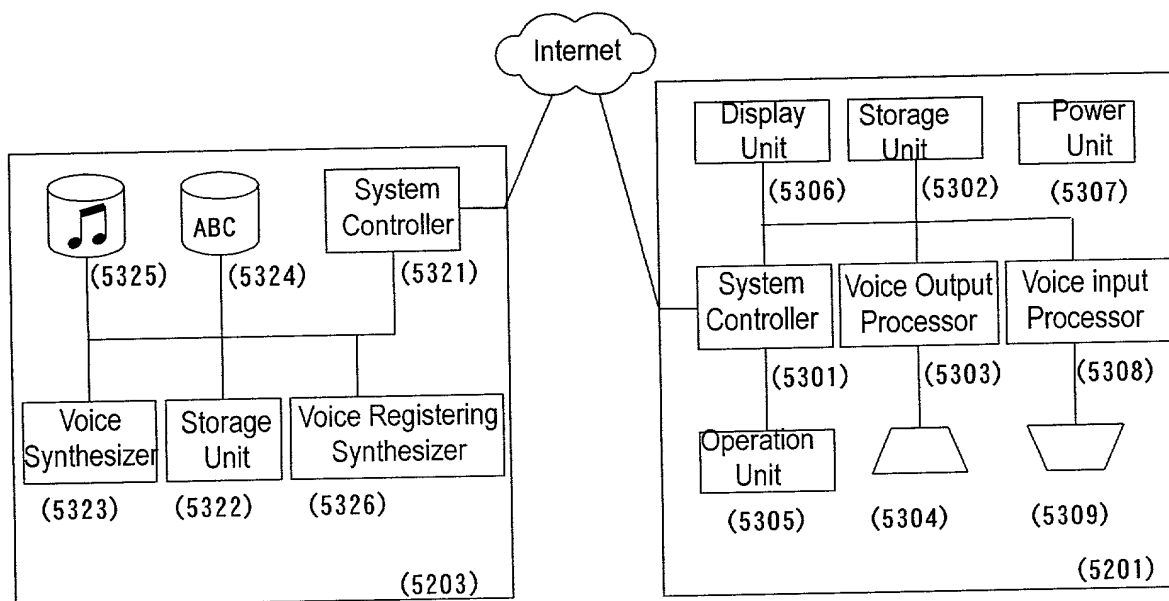 Internet
System
Controller
ABC
(5325)
(5324)
(5321)
Voice
Synthesizer
Storage
Unit
Voice Registering
Synthesizer
(5323)
(5322)
(5326)
(5203)
Display
Unit
Storage
Unit
Power
Unit
(5306)
(5302)
(5307)
System
Controller
Voice Output
Processor
Voice input
Processor
(5301)
(5303)
(5308)
Operation
Unit
(5305)
(5304)
(5309)
(5201)